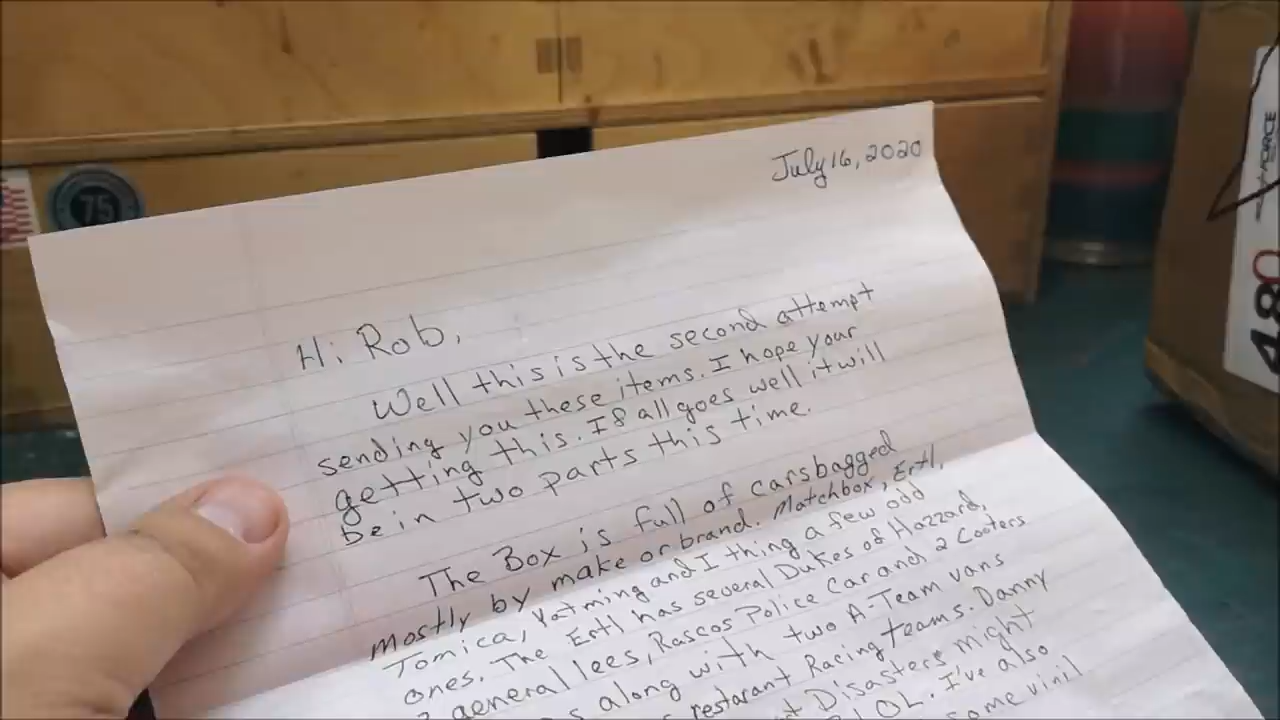 July 16, 2020
Hi Rob,
Well this is the second attempt
sending you these items. I hope your
getting this. If all goes well it will
be in two parts this time.
The Box is full of cars bagged
mostly by make or brand. Matchbox, Ertl,
Tomica, Yatming and I thing a few odd
ones. The Ertl has several Dukes of Hazzard,
general lees, Roscos Police Car and 2 Cooters
along with two A-Team vans
restarant Racing teams. Danny
Disasters might
LOL. I've also
some vinil
75
FORCE
480